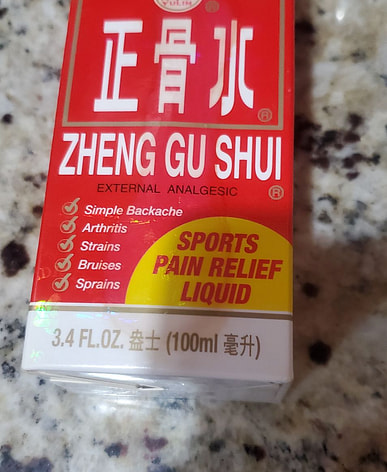 YULIN
正骨水
®
ZHENG GU SHUI
®
EXTERNAL ANALGESIC
Simple Backache
Arthritis
Strains
Bruises
Sprains
SPORTS
PAIN RELIEF
LIQUID
3.4 FL.OZ. 盎士 (100ml 毫升)